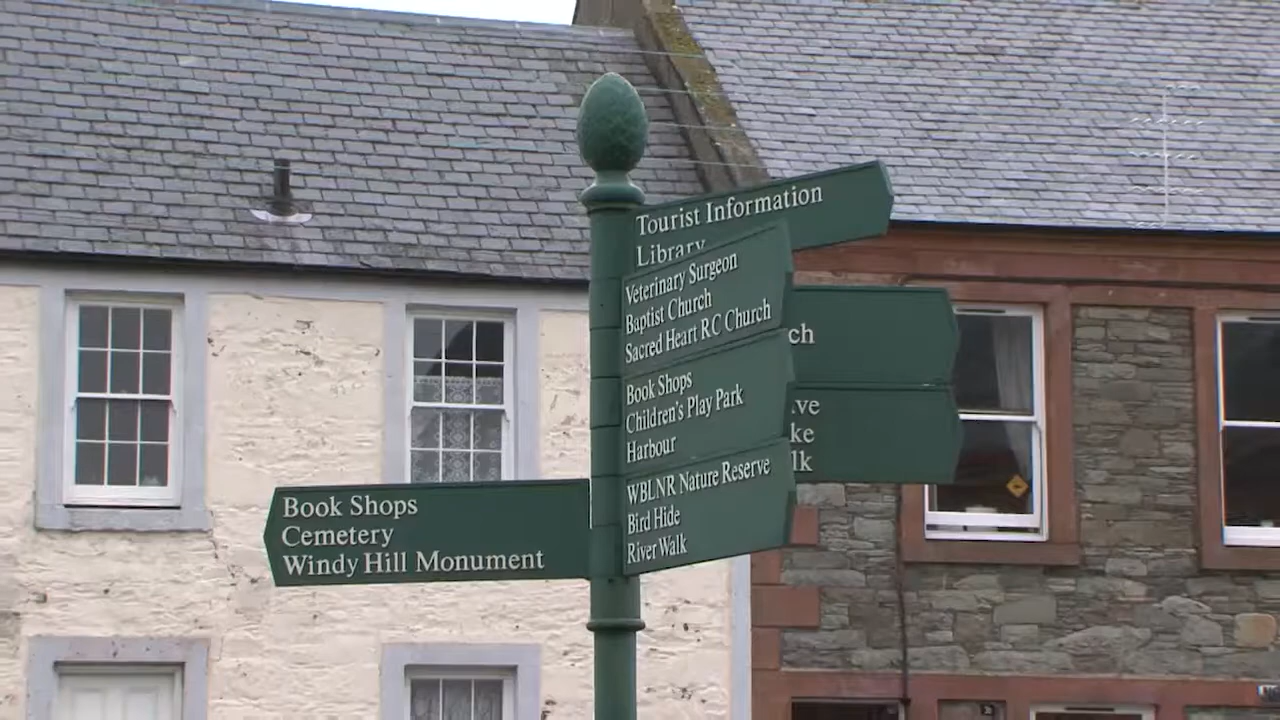 Tourist Information
Library
Veterinary Surgeon
Baptist Church
Sacred Heart RC Church
Book Shops
Children's Play Park
Harbour
WBLNR Nature Reserve
Bird Hide
River Walk
Book Shops
Cemetery
Windy Hill Monument